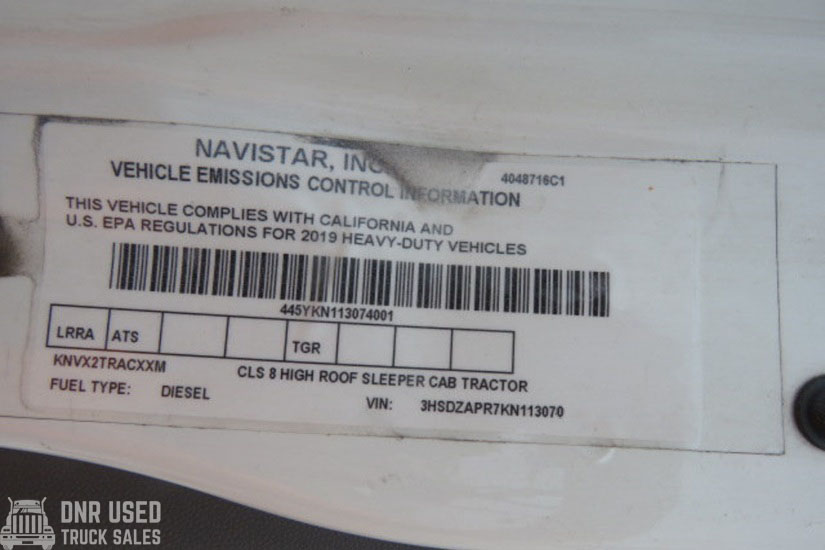 NAVISTAR, INC
4048716C1
VEHICLE EMISSIONS CONTROL INFORMATION
THIS VEHICLE COMPLIES WITH CALIFORNIA AND
U.S. EPA REGULATIONS FOR 2019 HEAVY-DUTY VEHICLES
445YKN113074001
LRRA ATS TGR
KNVX2TRACXXM CLS 8 HIGH ROOF SLEEPER CAB TRACTOR
FUEL TYPE: DIESEL VIN: 3HSDZAPR7KN113070
DNR USED
TRUCK SALES